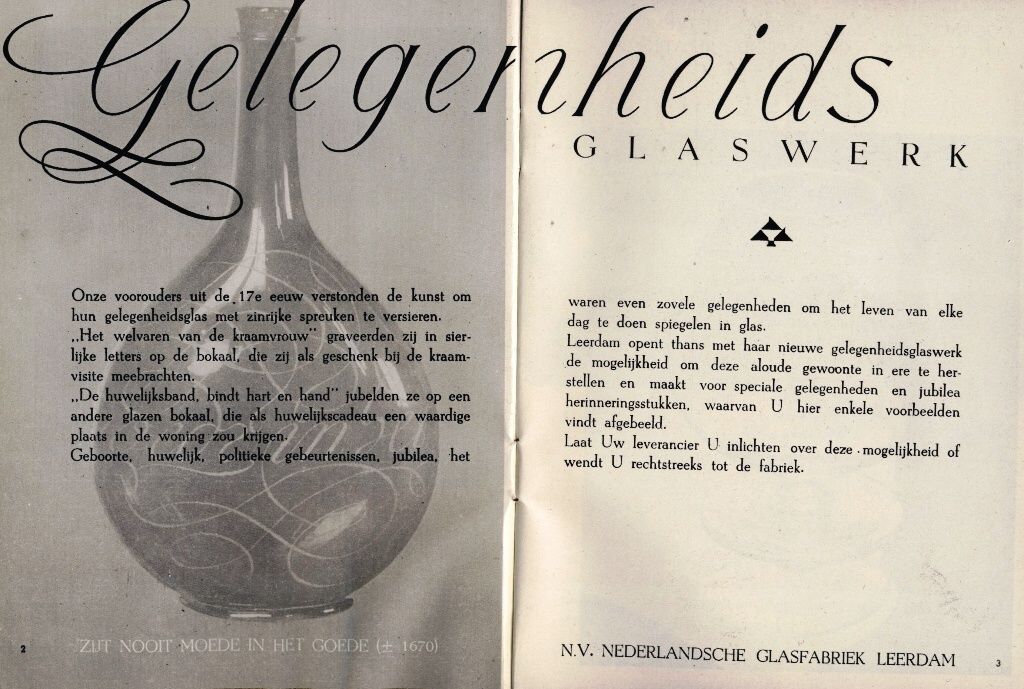 Gelegenheids
GLASWERK
Onze voorouders uit de 17e eeuw verstonden de kunst om
hun gelegenheidsglas met zinrijke spreuken te versieren.
„Het welvaren van de kraamvrouw" graveerden zij in sier-
lijke letters op de bokaal, die zij als geschenk bij de kraam-
visite meebrachten.
„De huwelijksband, bindt hart en hand" jubelden ze op een
andere glazen bokaal, die als huwelijkscadeau een waardige
plaats in de woning zou krijgen.
Geboorte, huwelijk, politieke gebeurtenissen, jubilea, het
2
ZIJT NOOIT MOEDE IN HET GOEDE (± 1670)
waren even zovele gelegenheden om het leven van elke
dag te doen spiegelen in glas.
Leerdam opent thans met haar nieuwe gelegenheidsglaswerk
de mogelijkheid om deze aloude gewoonte in ere te her-
stellen en maakt voor speciale gelegenheden en jubilea
herinneringsstukken, waarvan U hier enkele voorbeelden
vindt afgebeeld.
Laat Uw leverancier U inlichten over deze mogelijkheid of
wendt U rechtstreeks tot de fabriek.
N.V. NEDERLANDSCHE GLASFABRIEK LEERDAM
3